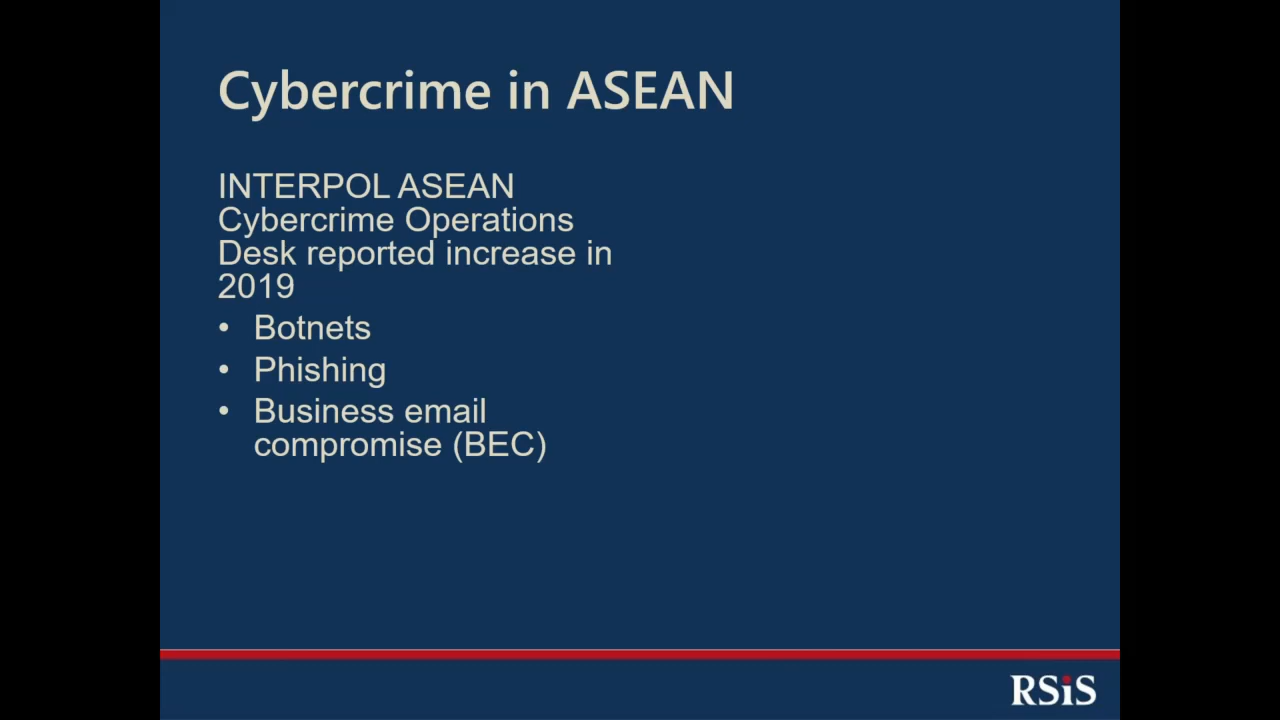 Cybercrime in ASEAN
INTERPOL ASEAN
Cybercrime Operations
Desk reported increase in
2019
• Botnets
• Phishing
• Business email
compromise (BEC)
RSiS